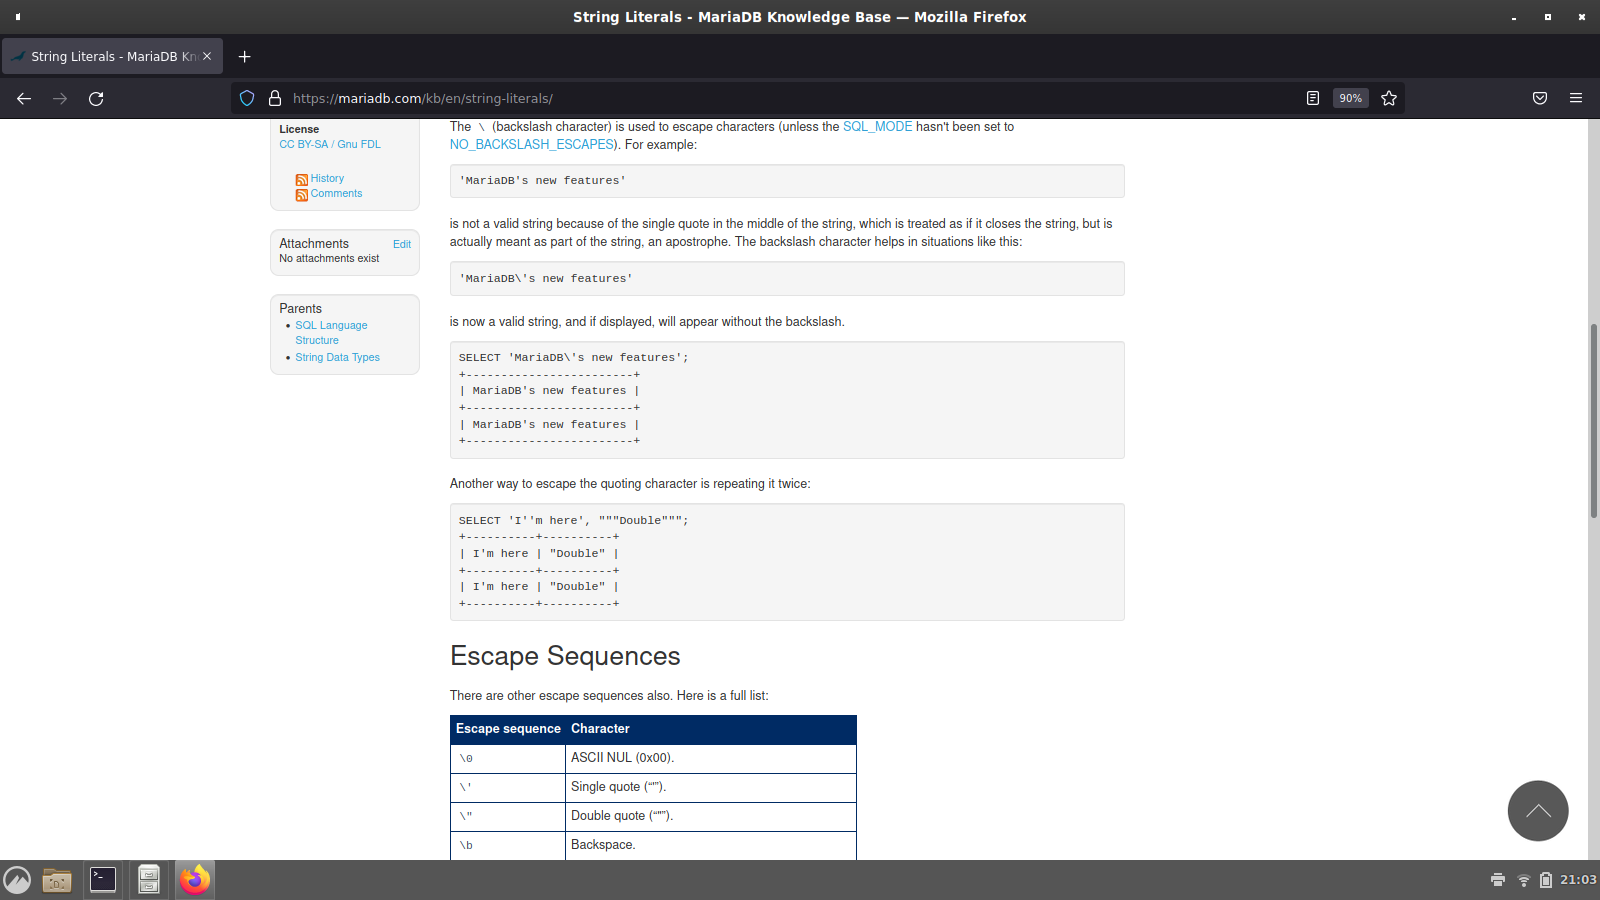 String Literals - MariaDB Knowledge Base — Mozilla Firefox
String Literals - MariaDB Kn
https://mariadb.com/kb/en/string-literals/
90%
License
CC BY-SA / Gnu FDL
History
Comments
Attachments Edit
No attachments exist
Parents
• SQL Language
Structure
• String Data Types
The \ (backslash character) is used to escape characters (unless the SQL_MODE hasn't been set to
NO_BACKSLASH_ESCAPES). For example:
'MariaDB's new features'
is not a valid string because of the single quote in the middle of the string, which is treated as if it closes the string, but is
actually meant as part of the string, an apostrophe. The backslash character helps in situations like this:
'MariaDB\'s new features'
is now a valid string, and if displayed, will appear without the backslash.
SELECT 'MariaDB\'s new features';
+------------------------+
| MariaDB's new features |
+------------------------+
| MariaDB's new features |
+------------------------+
Another way to escape the quoting character is repeating it twice:
SELECT 'I''m here', """Double""";
+----------+----------+
| I'm here | "Double" |
+----------+----------+
| I'm here | "Double" |
+----------+----------+
Escape Sequences
There are other escape sequences also. Here is a full list:
Escape sequence Character
\0 ASCII NUL (0x00).
\' Single quote (“'”).
\" Double quote (“"”).
\b Backspace.
21:03